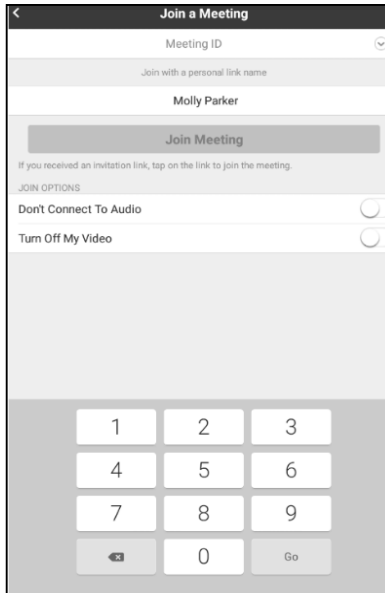 Join a Meeting
Meeting ID
Join with a personal link name
Molly Parker
Join Meeting
If you received an invitation link, tap on the link to join the meeting.
JOIN OPTIONS
Don't Connect To Audio
Turn Off My Video
1 2 3
4 5 6
7 8 9
0 Go